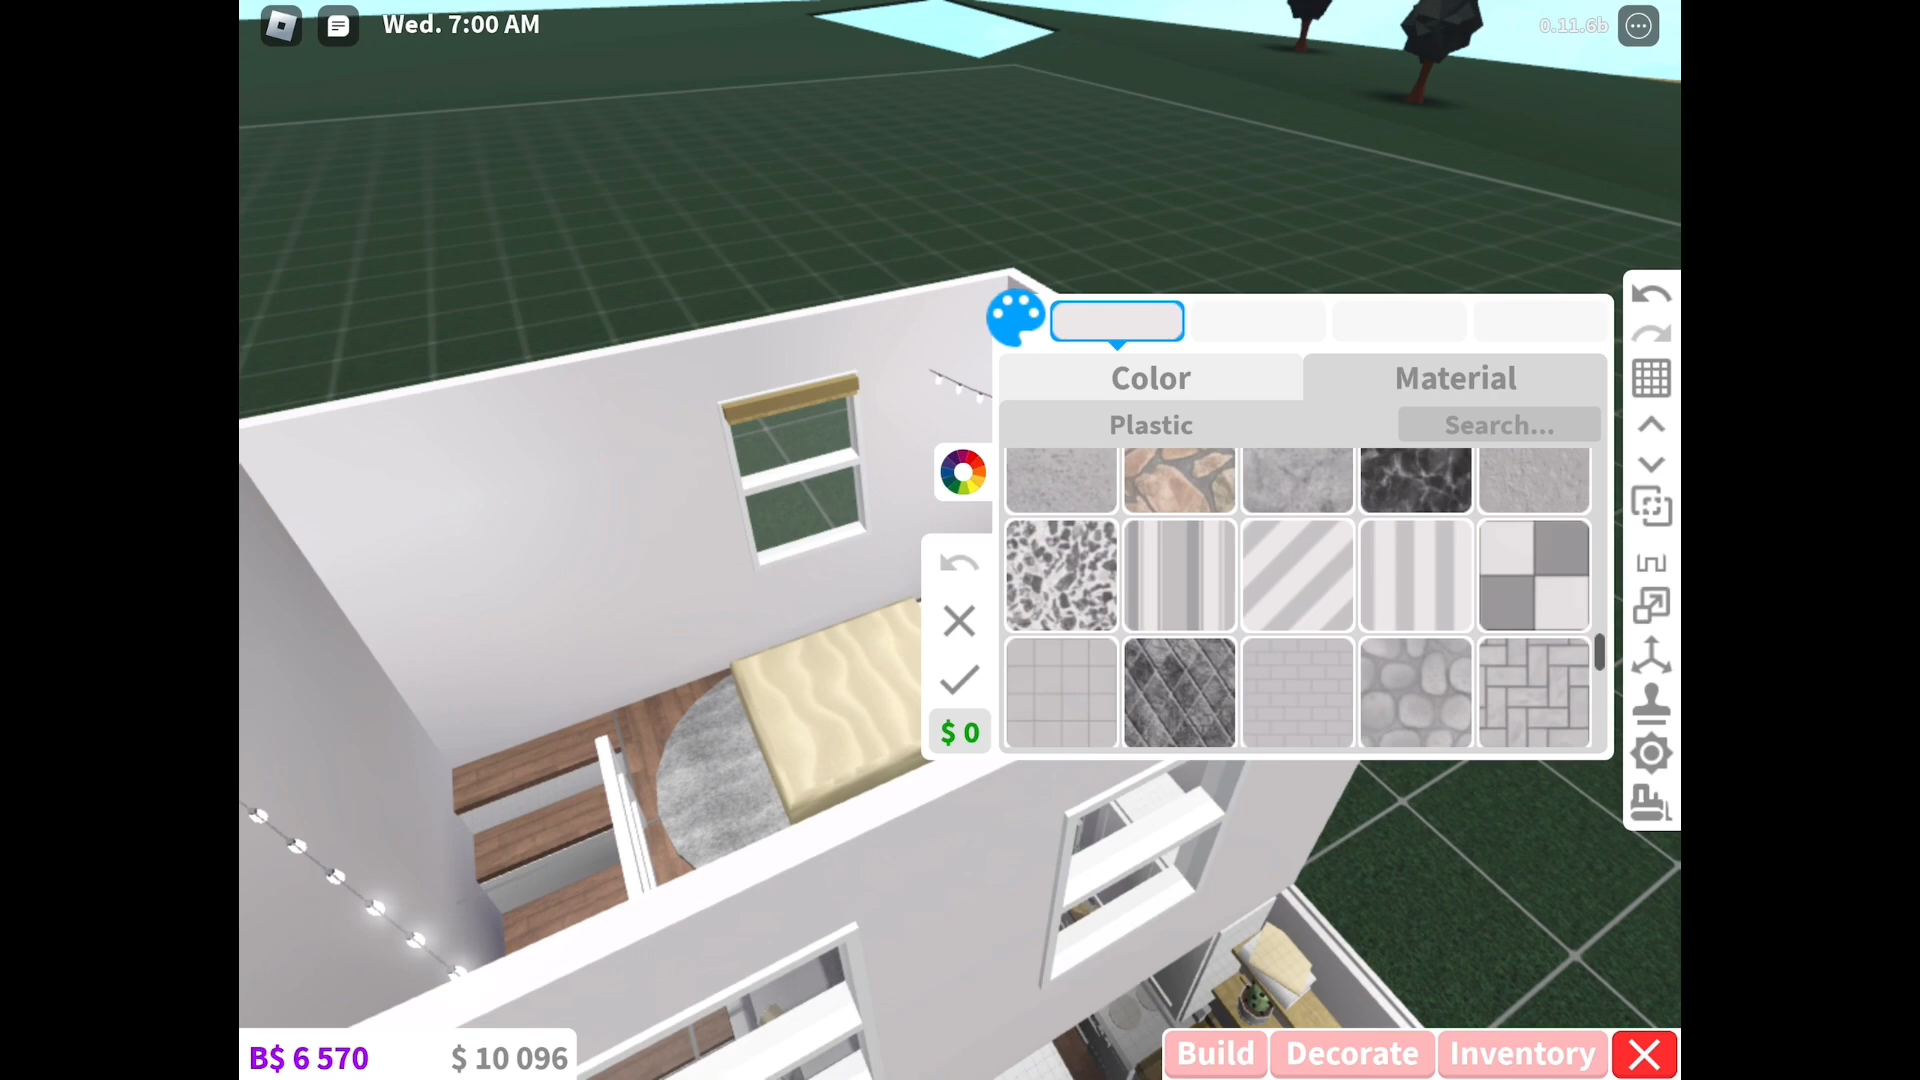 Wed. 7:00 AM
0.11.6b
Color
Material
Plastic
Search...
$ 0
B$ 6 570
$ 10 096
Build
Decorate
Inventory